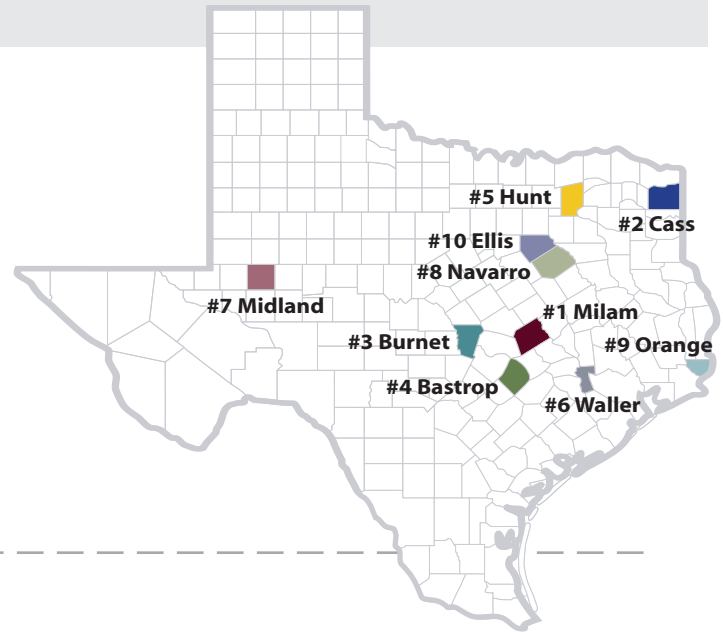 #5 Hunt
#2 Cass
#10 Ellis
#8 Navarro
#7 Midland
#1 Milam
#3 Burnet
#9 Orange
#4 Bastrop
#6 Waller